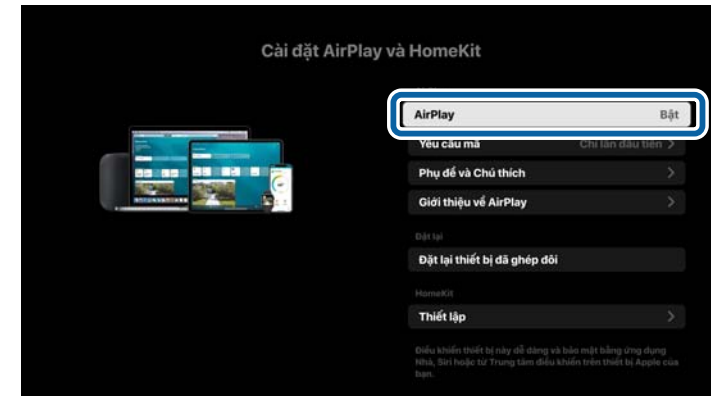 Cài đặt AirPlay và HomeKit
AirPlay Bật
Yêu cầu mã Chỉ lần đầu tiên >
Phụ đề và Chú thích >
Giới thiệu về AirPlay >
Đặt lại
Đặt lại thiết bị đã ghép đôi
HomeKit
Thiết lập >
Điều khiển thiết bị này dễ dàng và bảo mật bằng ứng dụng
Nhà, Siri hoặc từ Trung tâm điều khiển trên thiết bị Apple của
bạn.